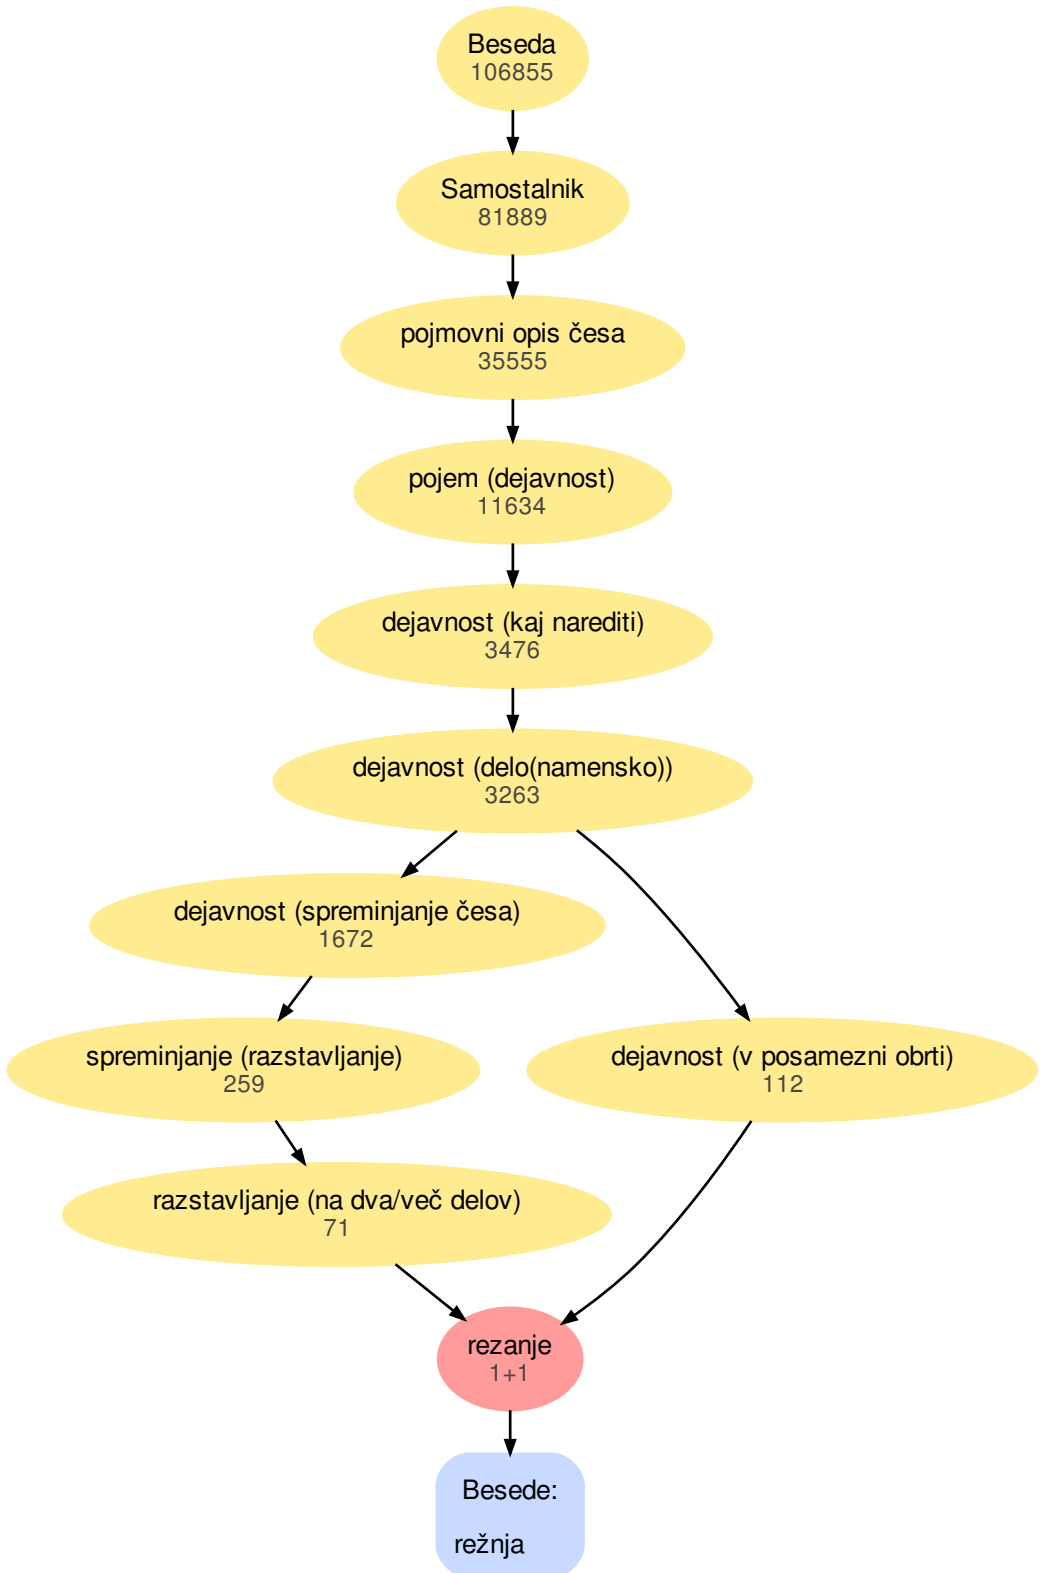 Beseda
106855
Samostalnik
81889
pojmovni opis česa
35555
pojem (dejavnost)
11634
dejavnost (kaj narediti)
3476
dejavnost (delo(namensko))
3263
dejavnost (spreminjanje česa)
1672
spreminjanje (razstavljanje)
259
dejavnost (v posamezni obrti)
112
razstavljanje (na dva/več delov)
71
rezanje
1+1
Besede:
režnja